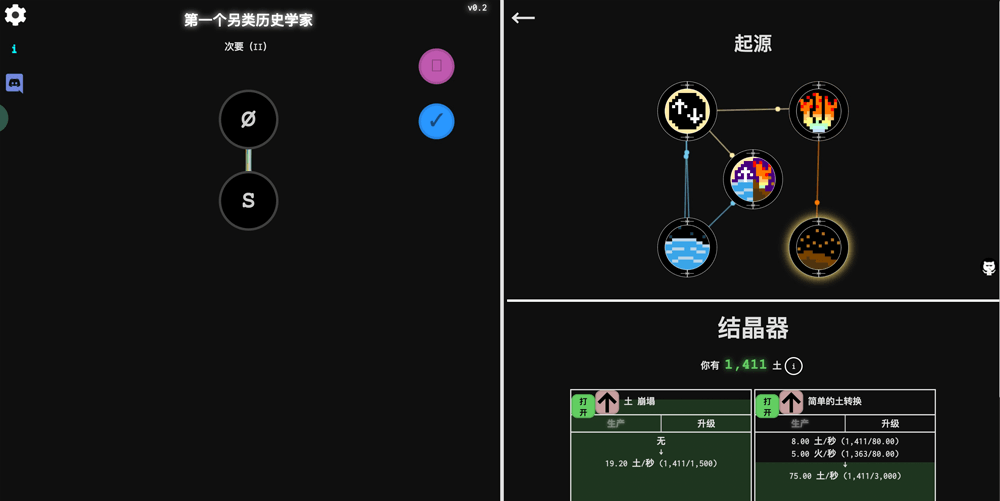 v0.2
第一个另类历史学家
次要 (II)
i
✓
Ø
S
←
起源
结晶器
你有 1,411 土 i
打开 ↑ 土 崩塌
生产 升级
无
↓
19.20 土/秒 (1,411/1,500)
打开 ↑ 简单的土转换
生产 升级
8.00 土/秒 (1,411/80.00)
5.00 火/秒 (1,363/80.00)
↓
75.00 土/秒 (1,411/3,000)